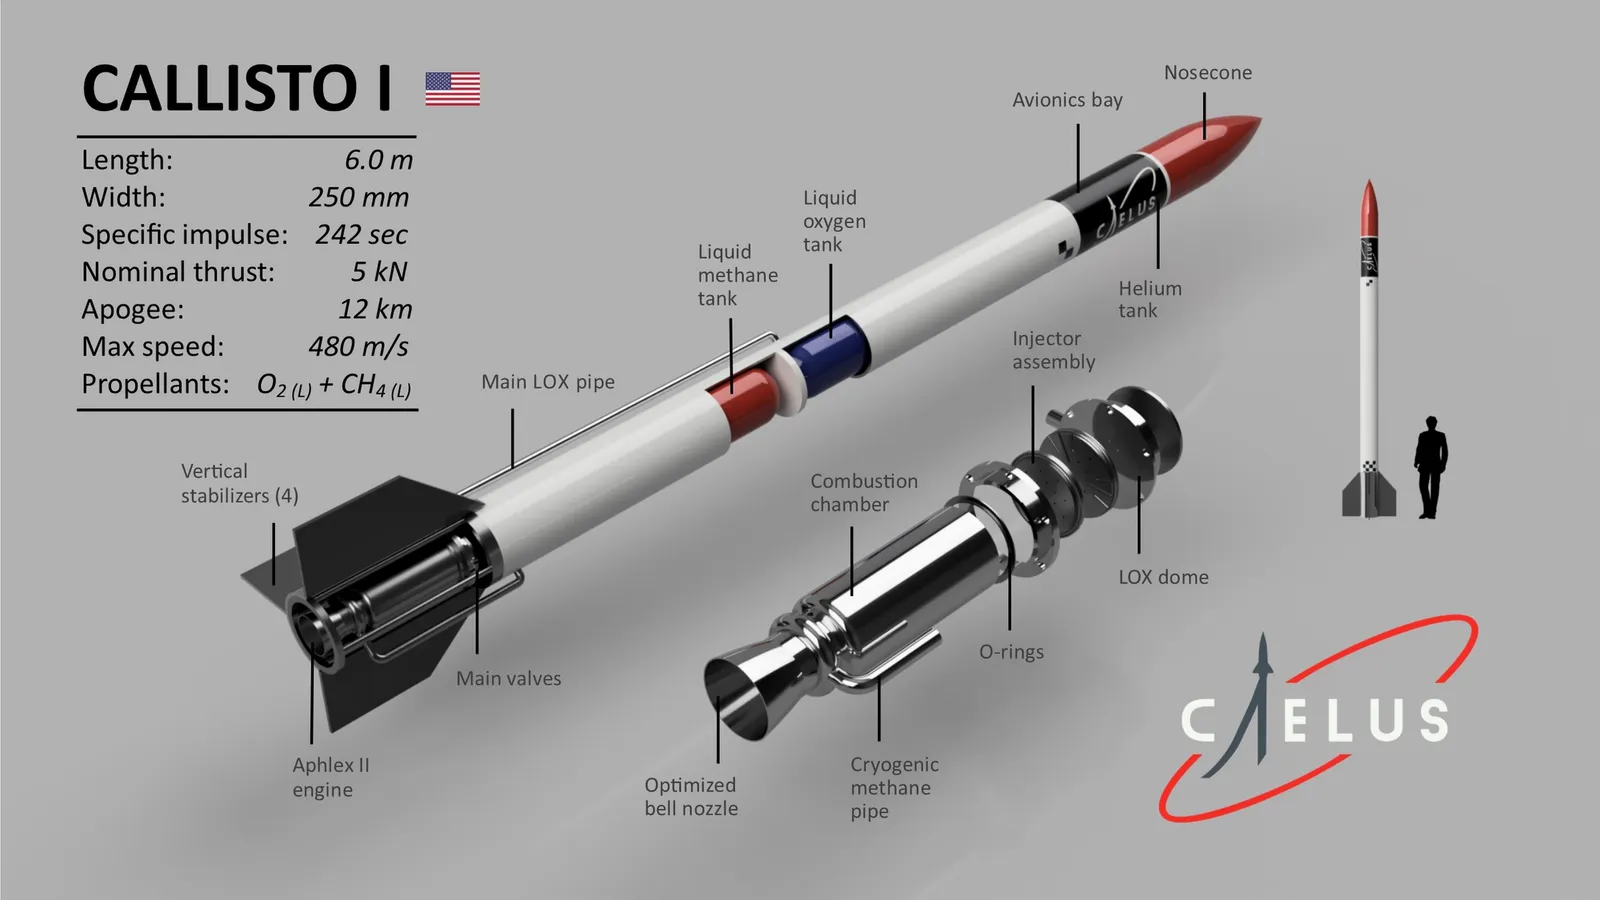 CALLISTO I
Length: 6.0 m
Width: 250 mm
Specific impulse: 242 sec
Nominal thrust: 5 kN
Apogee: 12 km
Max speed: 480 m/s
Propellants: O2 (L) + CH4 (L)
Nosecone
Avionics bay
Liquid
oxygen
tank
Liquid
methane
tank
Helium
tank
CAELUS
Main LOX pipe
Injector
assembly
Vertical
stabilizers (4)
Combustion
chamber
LOX dome
O-rings
Main valves
Aphlex II
engine
Optimized
bell nozzle
Cryogenic
methane
pipe
CAELUS
CAELUS